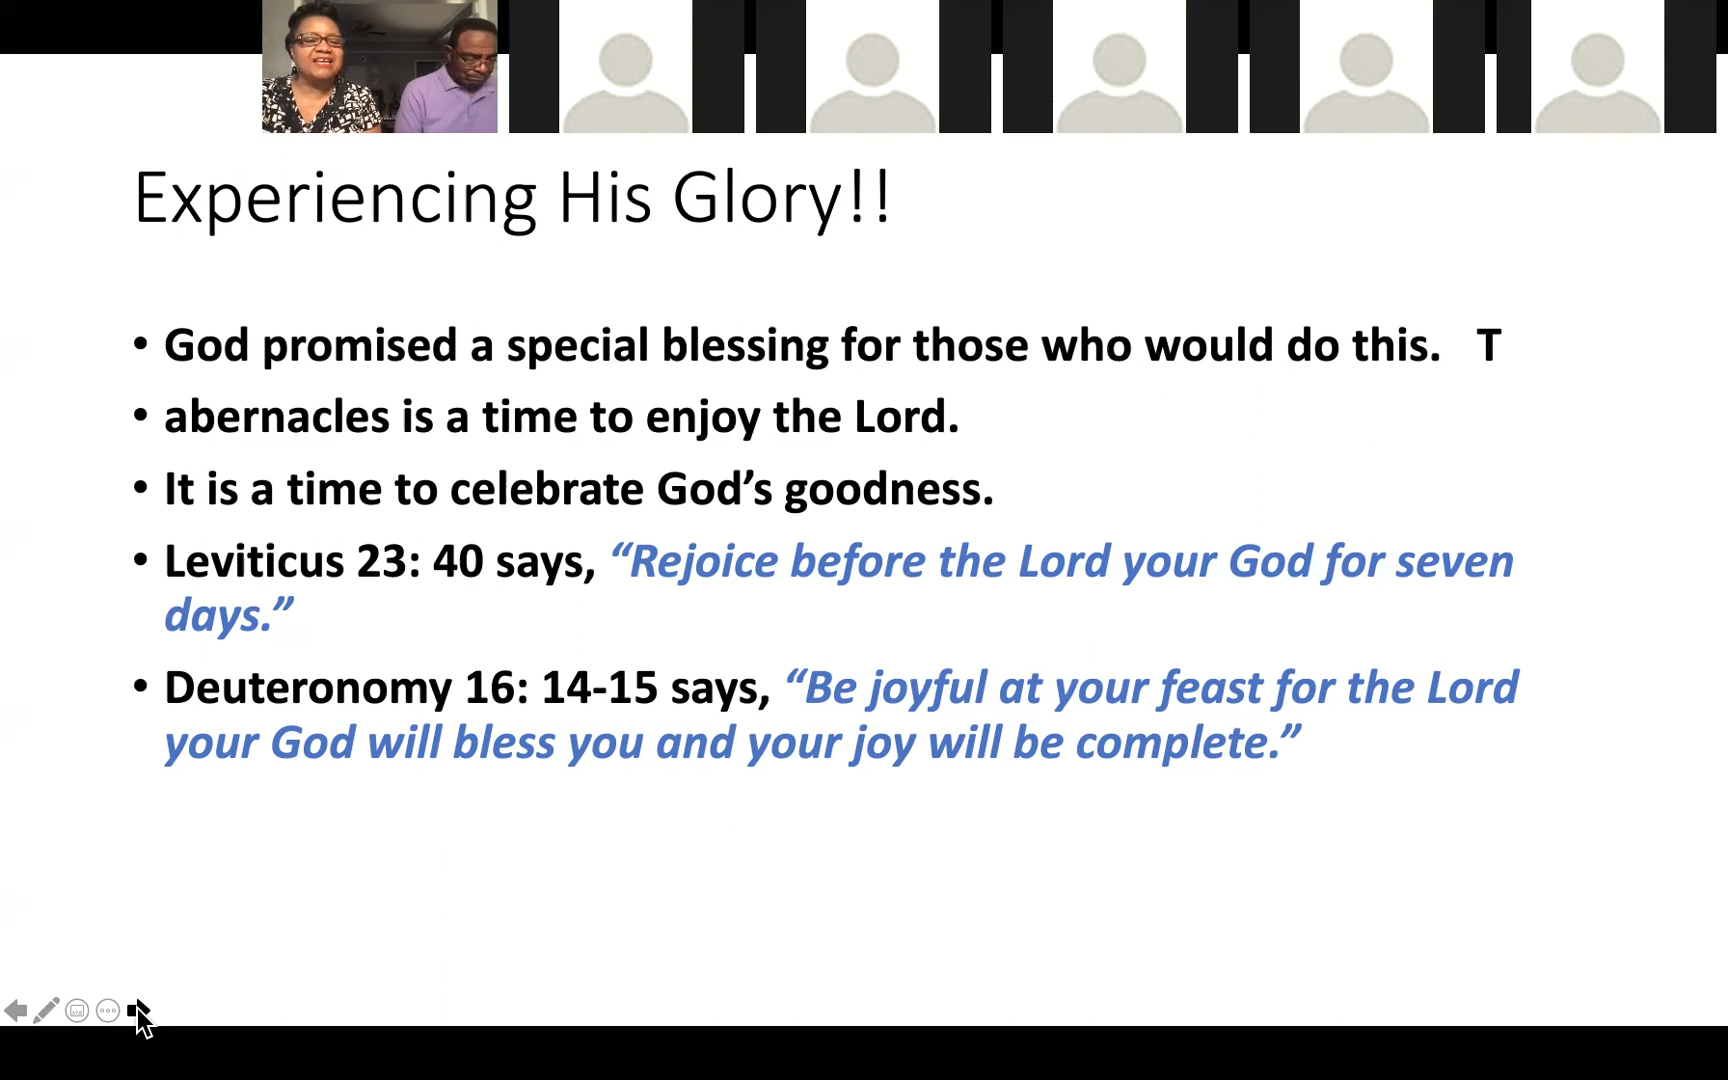 Experiencing His Glory!!
• God promised a special blessing for those who would do this. T
• abernacles is a time to enjoy the Lord.
• It is a time to celebrate God’s goodness.
• Leviticus 23: 40 says, “Rejoice before the Lord your God for seven
days.”
• Deuteronomy 16: 14-15 says, “Be joyful at your feast for the Lord
your God will bless you and your joy will be complete.”